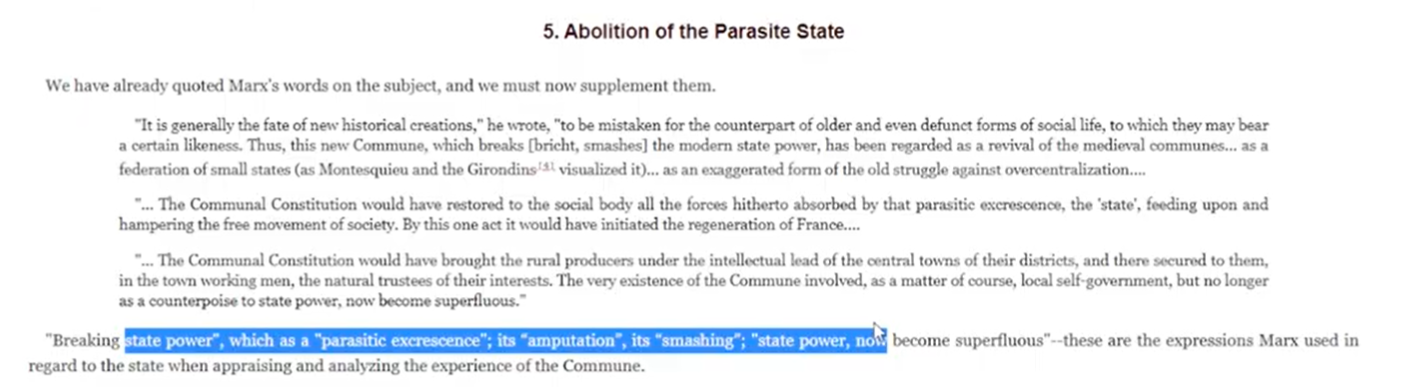 5. Abolition of the Parasite State
We have already quoted Marx's words on the subject, and we must now supplement them.
"It is generally the fate of new historical creations," he wrote, "to be mistaken for the counterpart of older and even defunct forms of social life, to which they may bear
a certain likeness. Thus, this new Commune, which breaks [bricht, smashes] the modern state power, has been regarded as a revival of the medieval communes... as a
federation of small states (as Montesquieu and the Girondins[4] visualized it)... as an exaggerated form of the old struggle against overcentralization....
"... The Communal Constitution would have restored to the social body all the forces hitherto absorbed by that parasitic excrescence, the 'state', feeding upon and
hampering the free movement of society. By this one act it would have initiated the regeneration of France....
"... The Communal Constitution would have brought the rural producers under the intellectual lead of the central towns of their districts, and there secured to them,
in the town working men, the natural trustees of their interests. The very existence of the Commune involved, as a matter of course, local self-government, but no longer
as a counterpoise to state power, now become superfluous."
"Breaking state power", which as a "parasitic excrescence"; its "amputation", its "smashing"; "state power, now become superfluous"--these are the expressions Marx used in
regard to the state when appraising and analyzing the experience of the Commune.